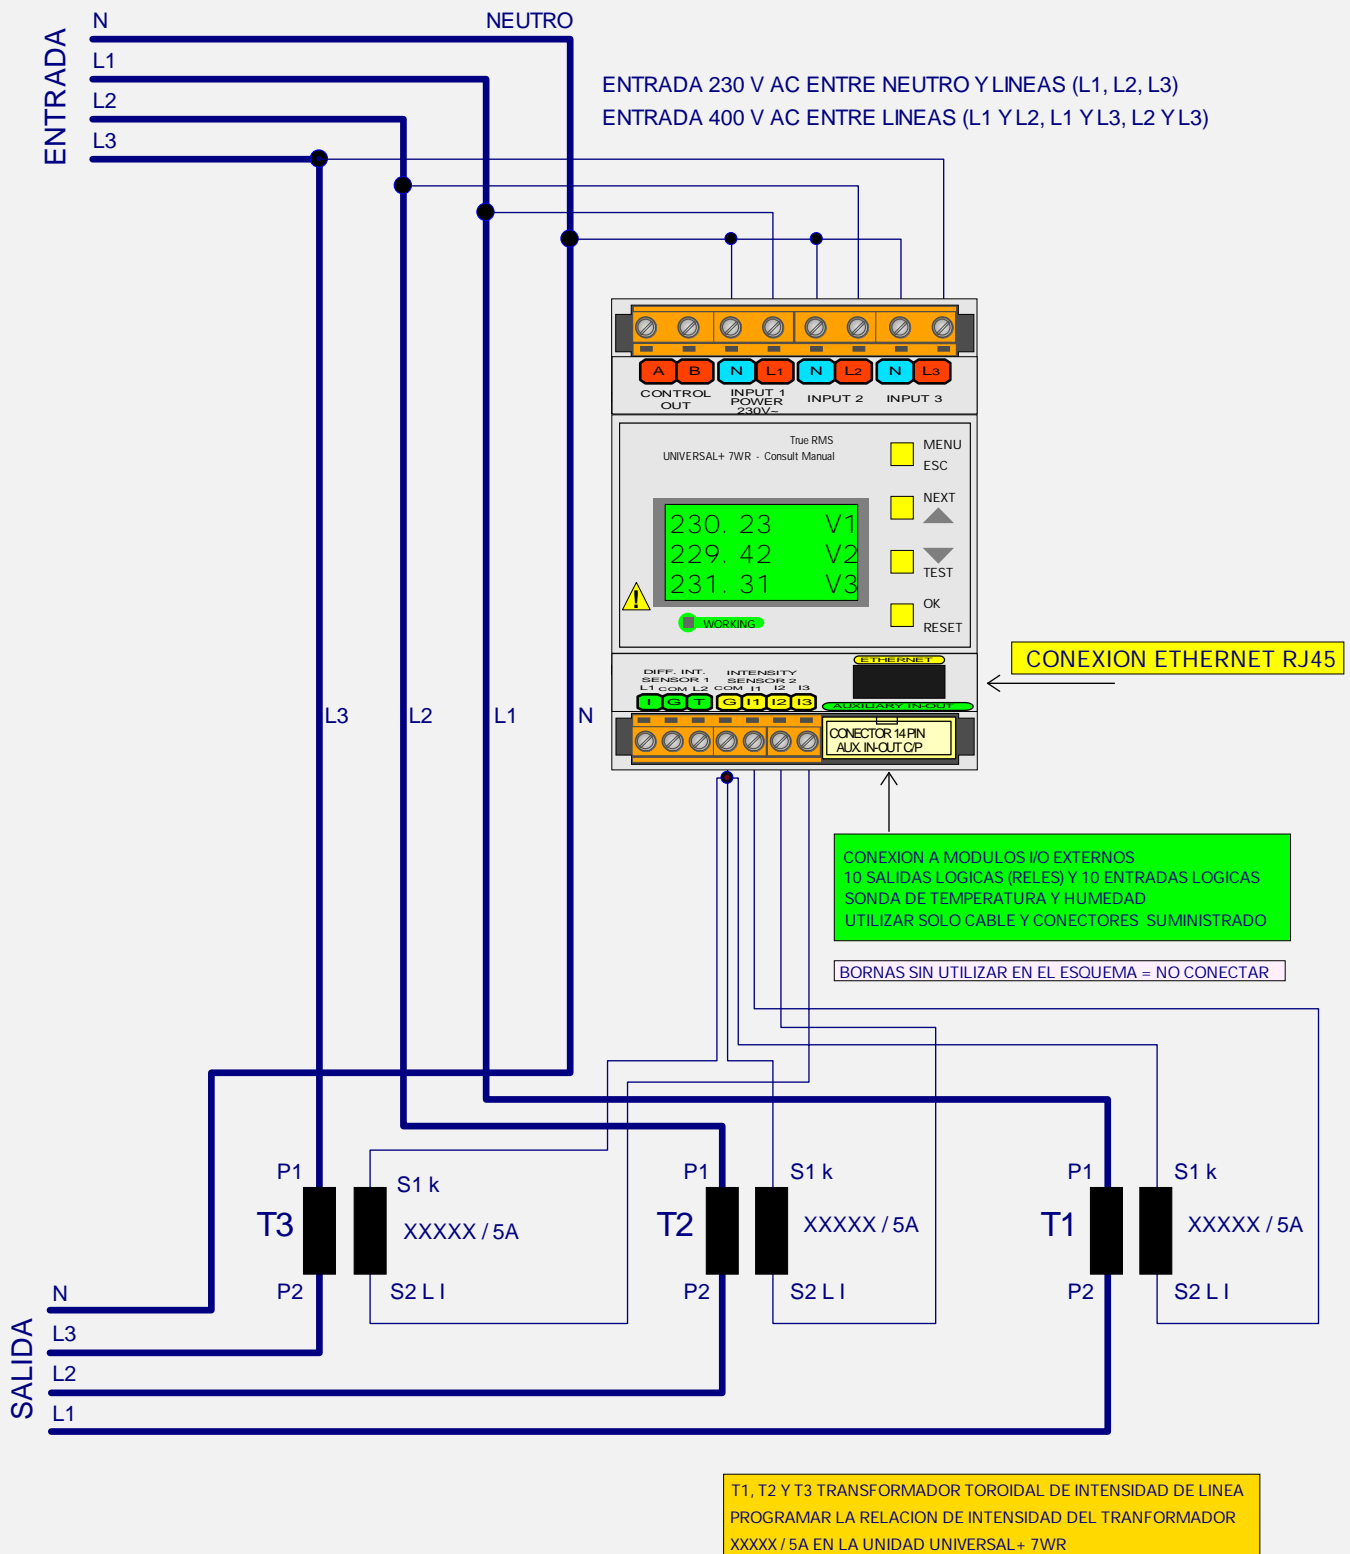 ENTRADA
N
NEUTRO
L1
L2
L3
ENTRADA 230 V AC ENTRE NEUTRO Y LINEAS (L1, L2, L3)
ENTRADA 400 V AC ENTRE LINEAS (L1 Y L2, L1 Y L3, L2 Y L3)
A B N L1 N L2 N L3
CONTROL OUT
INPUT 1 POWER 230V~
INPUT 2
INPUT 3
True RMS
UNIVERSAL+ 7WR - Consult Manual
MENU
ESC
NEXT
TEST
OK
RESET
230. 23 V1
229. 42 V2
231. 31 V3
!
WORKING
ETHERNET
CONEXION ETHERNET RJ45
DIFF. INT. SENSOR 1
L1 COM L2
INTENSITY SENSOR 2
COM I1 I2 I3
I G T G I1 I2 I3
AUXILIARY IN-OUT
CONECTOR 14 PIN
AUX. IN-OUT C/P
L3
L2
L1
N
CONEXION A MODULOS I/O EXTERNOS
10 SALIDAS LOGICAS (RELES) Y 10 ENTRADAS LOGICAS
SONDA DE TEMPERATURA Y HUMEDAD
UTILIZAR SOLO CABLE Y CONECTORES SUMINISTRADO
BORNAS SIN UTILIZAR EN EL ESQUEMA = NO CONECTAR
P1
S1 k
T3
XXXXX / 5A
P2
S2 L I
P1
S1 k
T2
XXXXX / 5A
P2
S2 L I
P1
S1 k
T1
XXXXX / 5A
P2
S2 L I
SALIDA
N
L3
L2
L1
T1, T2 Y T3 TRANSFORMADOR TOROIDAL DE INTENSIDAD DE LINEA
PROGRAMAR LA RELACION DE INTENSIDAD DEL TRANFORMADOR
XXXXX / 5A EN LA UNIDAD UNIVERSAL+ 7WR